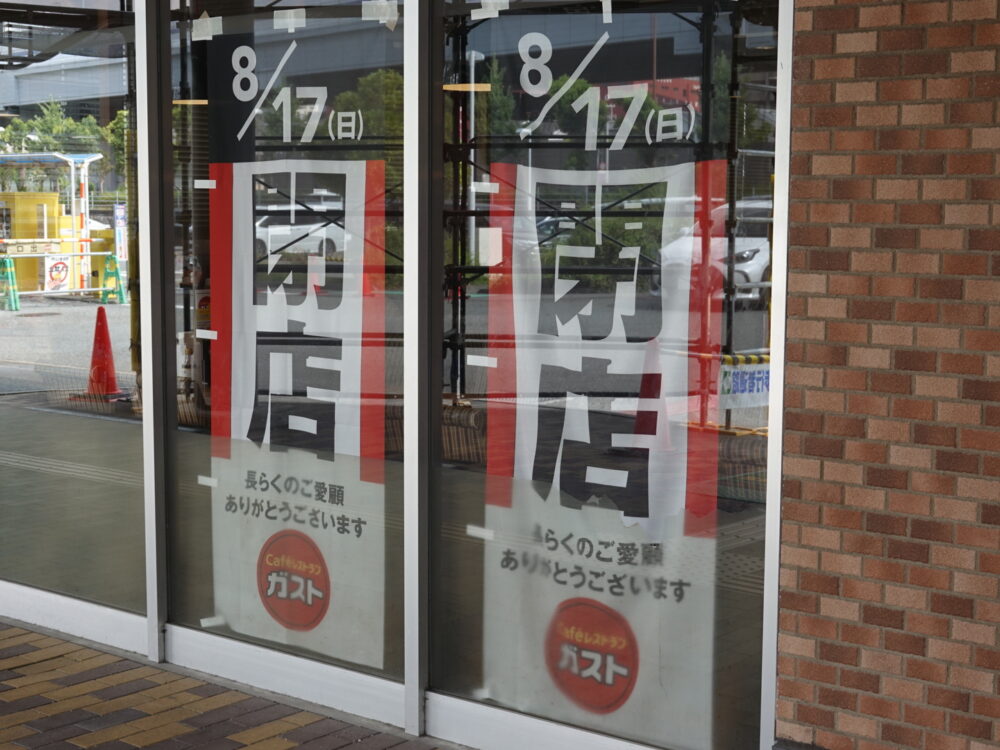 8/17(日)
閉店
長らくのご愛顧
ありがとうございます
Caféレストラン
ガスト
8/17(日)
閉店
長らくのご愛顧
ありがとうございます
Caféレストラン
ガスト